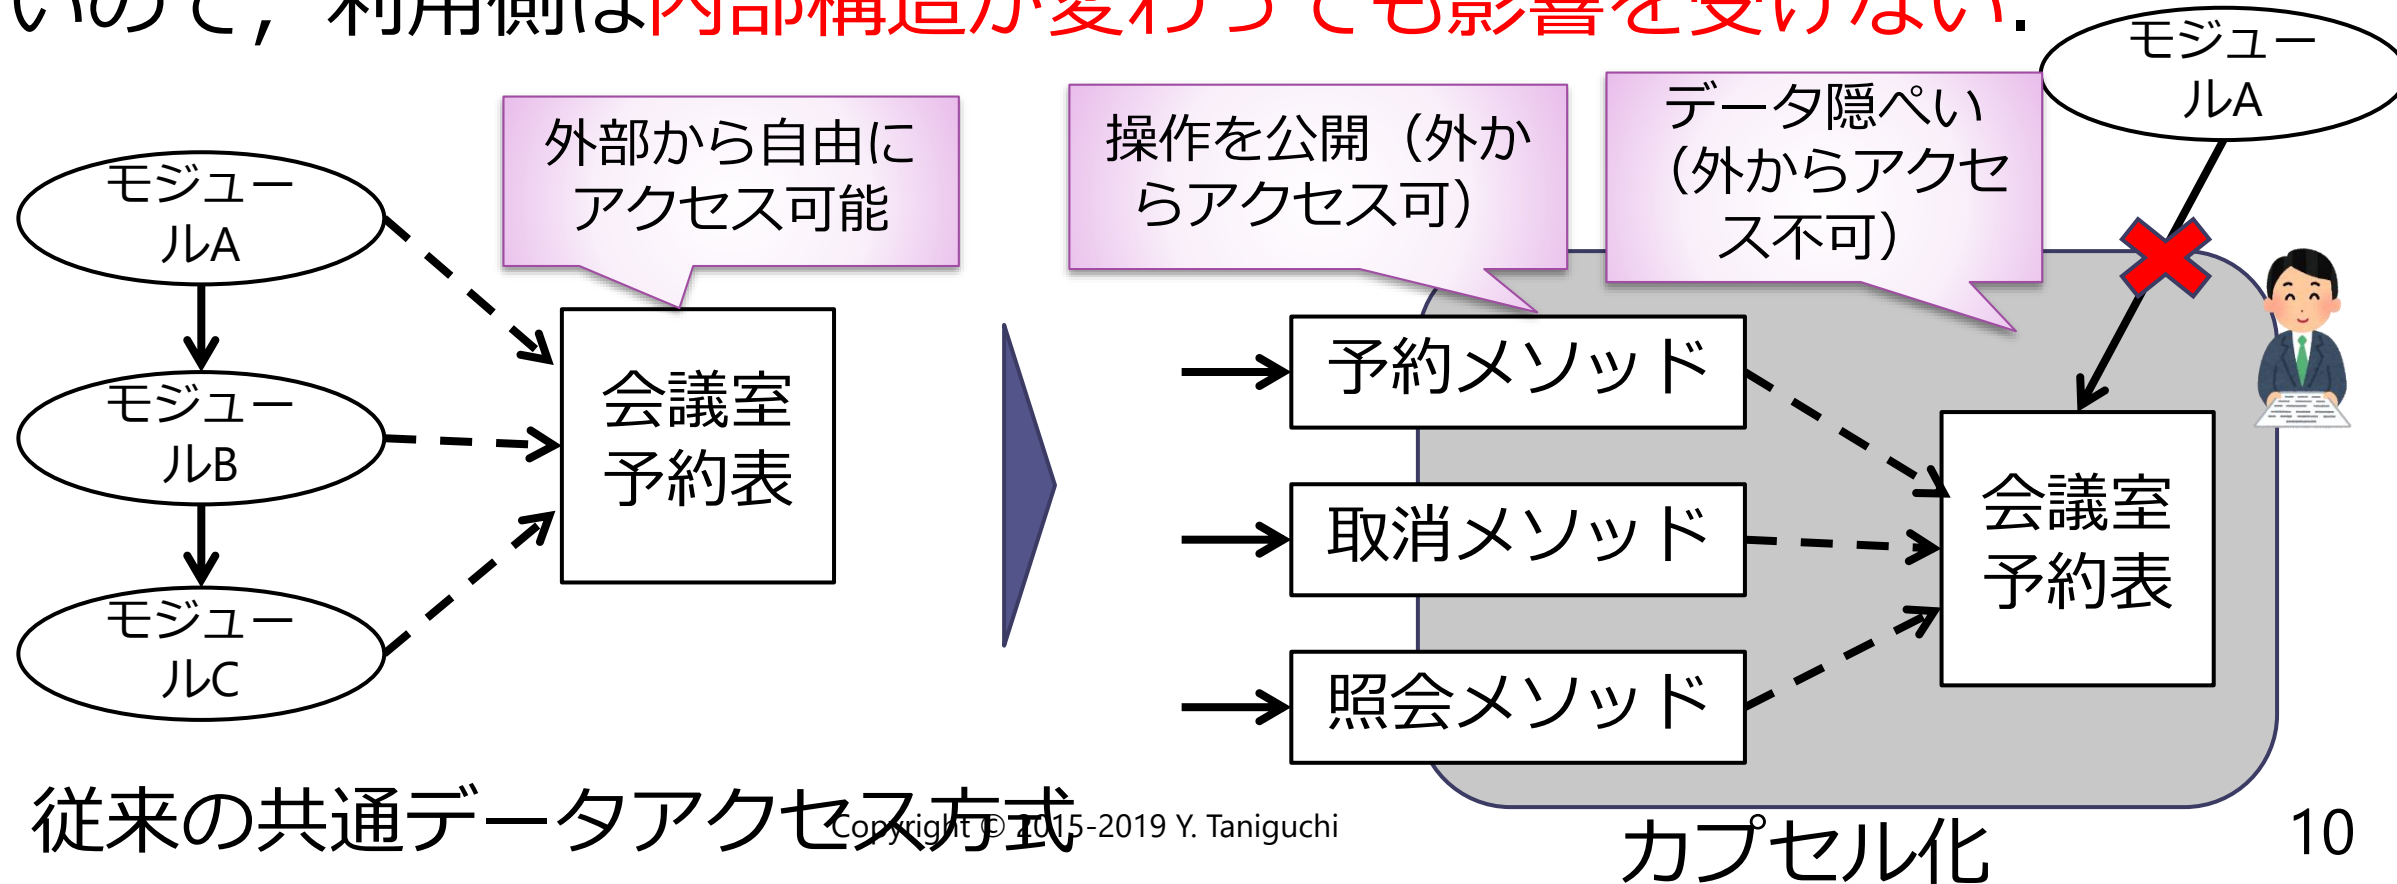 いので，利用側は内部構造が変わっても影響を受けない.
モジュー
ルA
外部から自由に
アクセス可能
モジュー
ルB
モジュー
ルC
会議室
予約表
従来の共通データアクセス方式
操作を公開（外か
らアクセス可）
データ隠ぺい
（外からアクセ
ス不可）
モジュー
ルA
予約メソッド
取消メソッド
照会メソッド
会議室
予約表
カプセル化
Copyright © 2015-2019 Y. Taniguchi
10